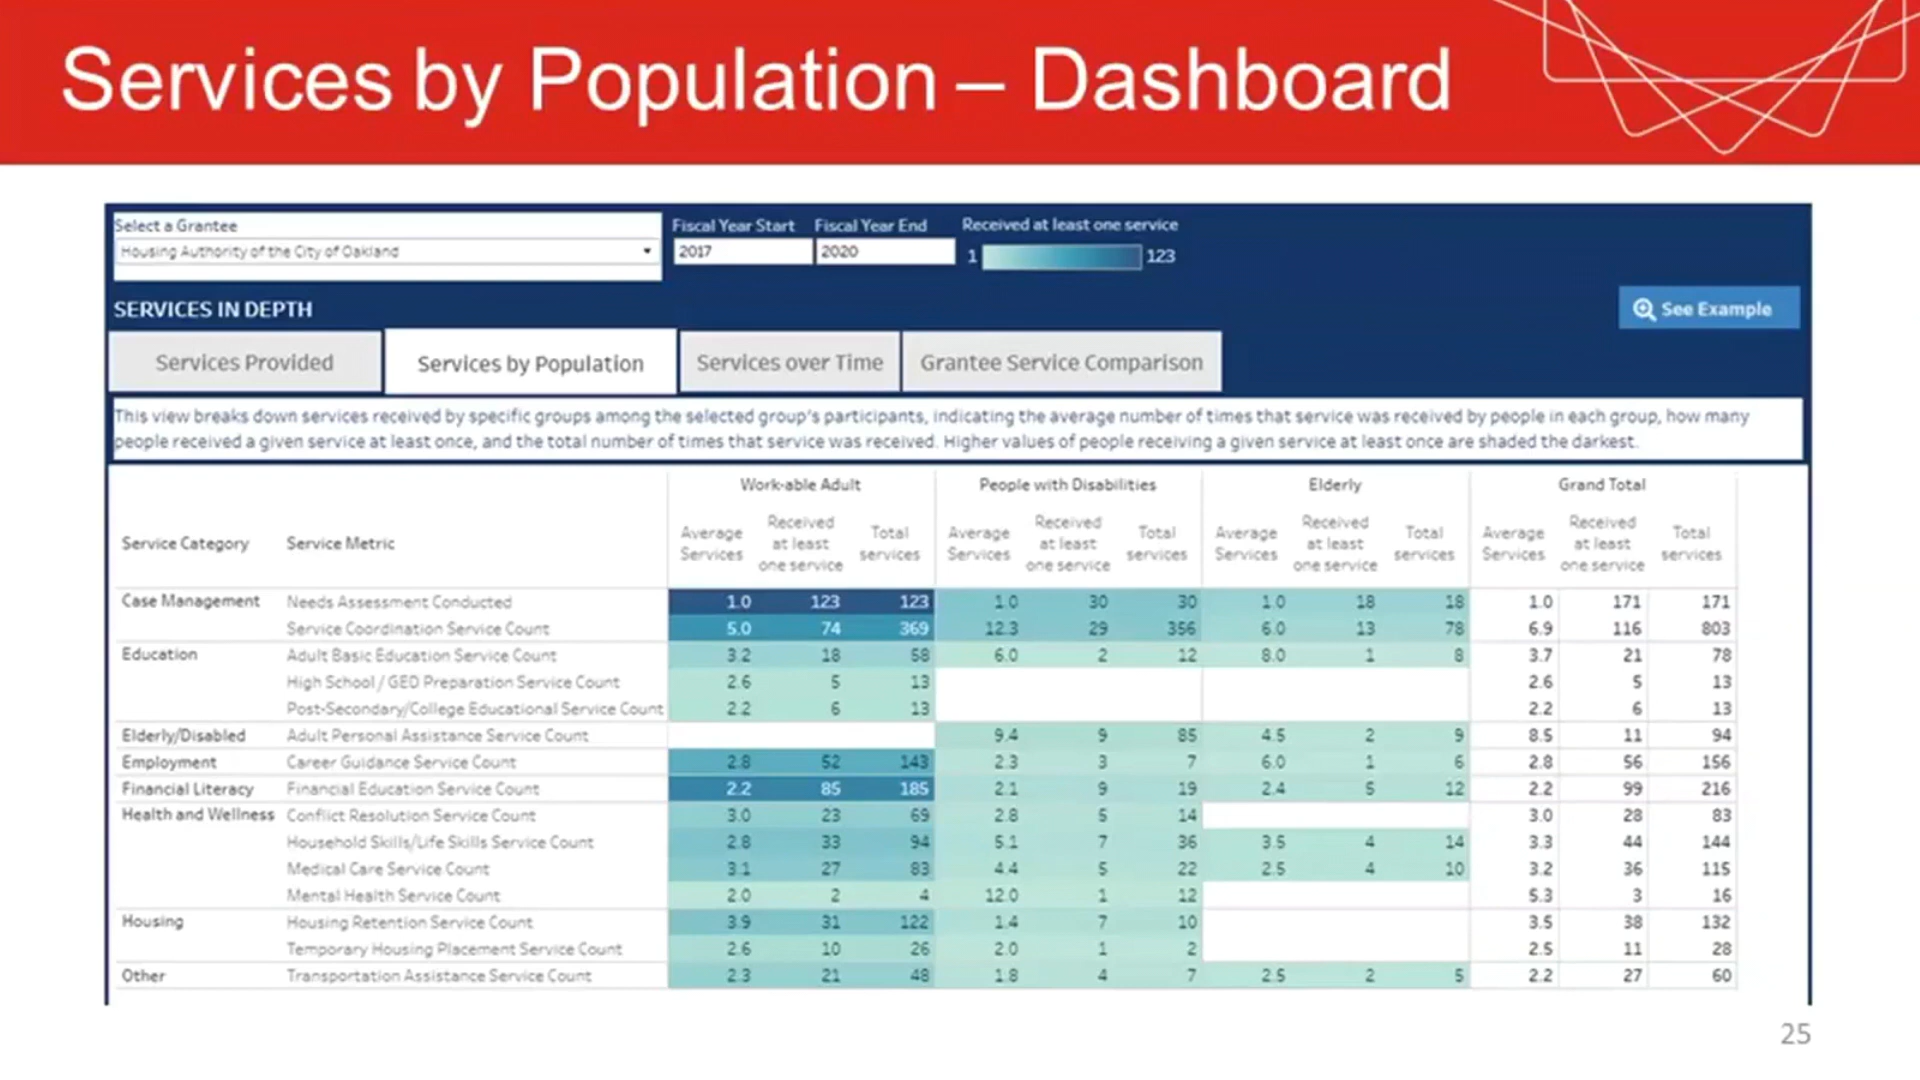 Services by Population – Dashboard
Select a Grantee
Housing Authority of the City of Oakland
Fiscal Year Start
2017
Fiscal Year End
2020
Received at least one service
1 123
SERVICES IN DEPTH
See Example
Services Provided
Services by Population
Services over Time
Grantee Service Comparison
This view breaks down services received by specific groups among the selected group's participants, indicating the average number of times that service was received by people in each group, how many
people received a given service at least once, and the total number of times that service was received. Higher values of people receiving a given service at least once are shaded the darkest.
Work-able Adult People with Disabilities Elderly Grand Total
Service Category Service Metric Average Services Received at least one service Total services Average Services Received at least one service Total services Average Services Received at least one service Total services Average Services Received at least one service Total services
Case Management Needs Assessment Conducted 1.0 123 123 1.0 30 30 1.0 18 18 1.0 171 171
Service Coordination Service Count 5.0 74 369 12.3 29 356 6.0 13 78 6.9 116 803
Education Adult Basic Education Service Count 3.2 18 58 6.0 2 12 8.0 1 8 3.7 21 78
High School / GED Preparation Service Count 2.6 5 13 2.6 5 13
Post-Secondary/College Educational Service Count 2.2 6 13 2.2 6 13
Elderly/Disabled Adult Personal Assistance Service Count 9.4 9 85 4.5 2 9 8.5 11 94
Employment Career Guidance Service Count 2.8 52 143 2.3 3 7 6.0 1 6 2.8 56 156
Financial Literacy Financial Education Service Count 2.2 85 185 2.1 9 19 2.4 5 12 2.2 99 216
Health and Wellness Conflict Resolution Service Count 3.0 23 69 2.8 5 14 3.0 28 83
Household Skills/Life Skills Service Count 2.8 33 94 5.1 7 36 3.5 4 14 3.3 44 144
Medical Care Service Count 3.1 27 83 4.4 5 22 2.5 4 10 3.2 36 115
Mental Health Service Count 2.0 2 4 12.0 1 12 5.3 3 16
Housing Housing Retention Service Count 3.9 31 122 1.4 7 10 3.5 38 132
Temporary Housing Placement Service Count 2.6 10 26 2.0 1 2 2.5 11 28
Other Transportation Assistance Service Count 2.3 21 48 1.8 4 7 2.5 2 5 2.2 27 60
25